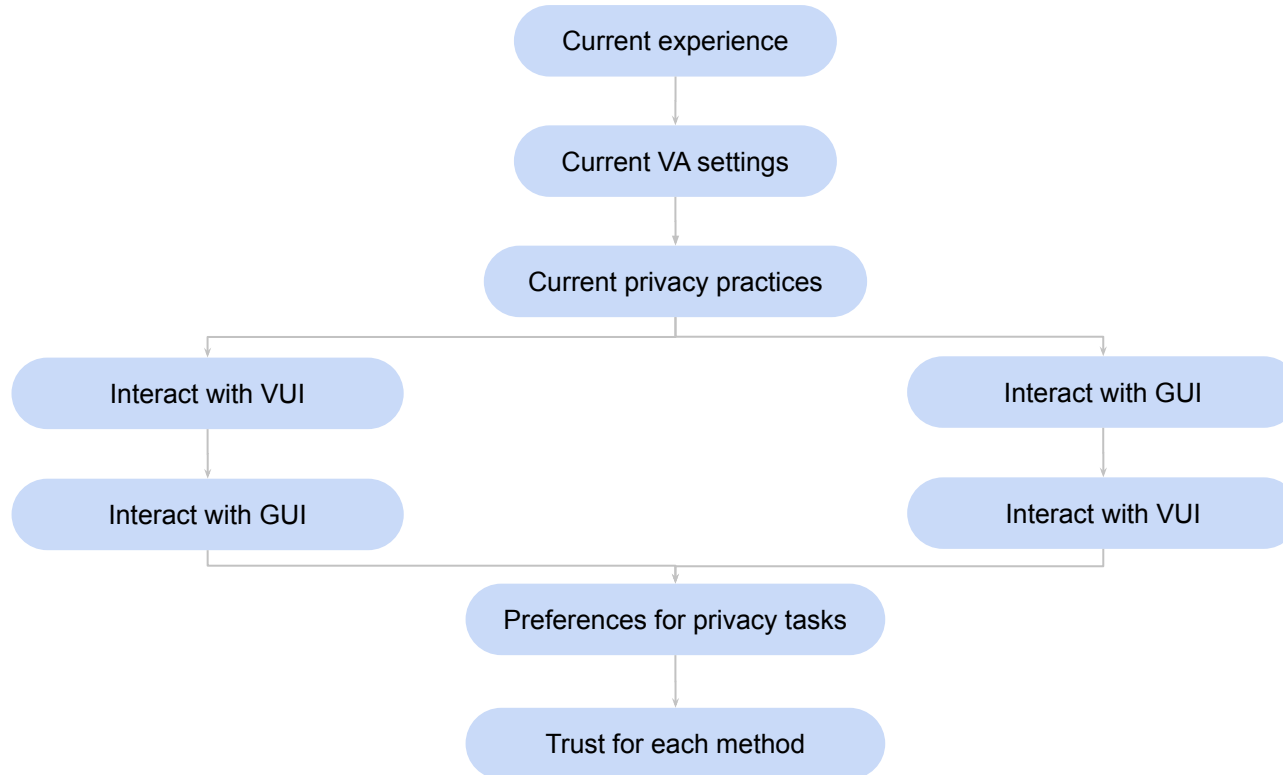 Current experience
Current VA settings
Current privacy practices
Interact with VUI
Interact with GUI
Interact with GUI
Interact with VUI
Preferences for privacy tasks
Trust for each method